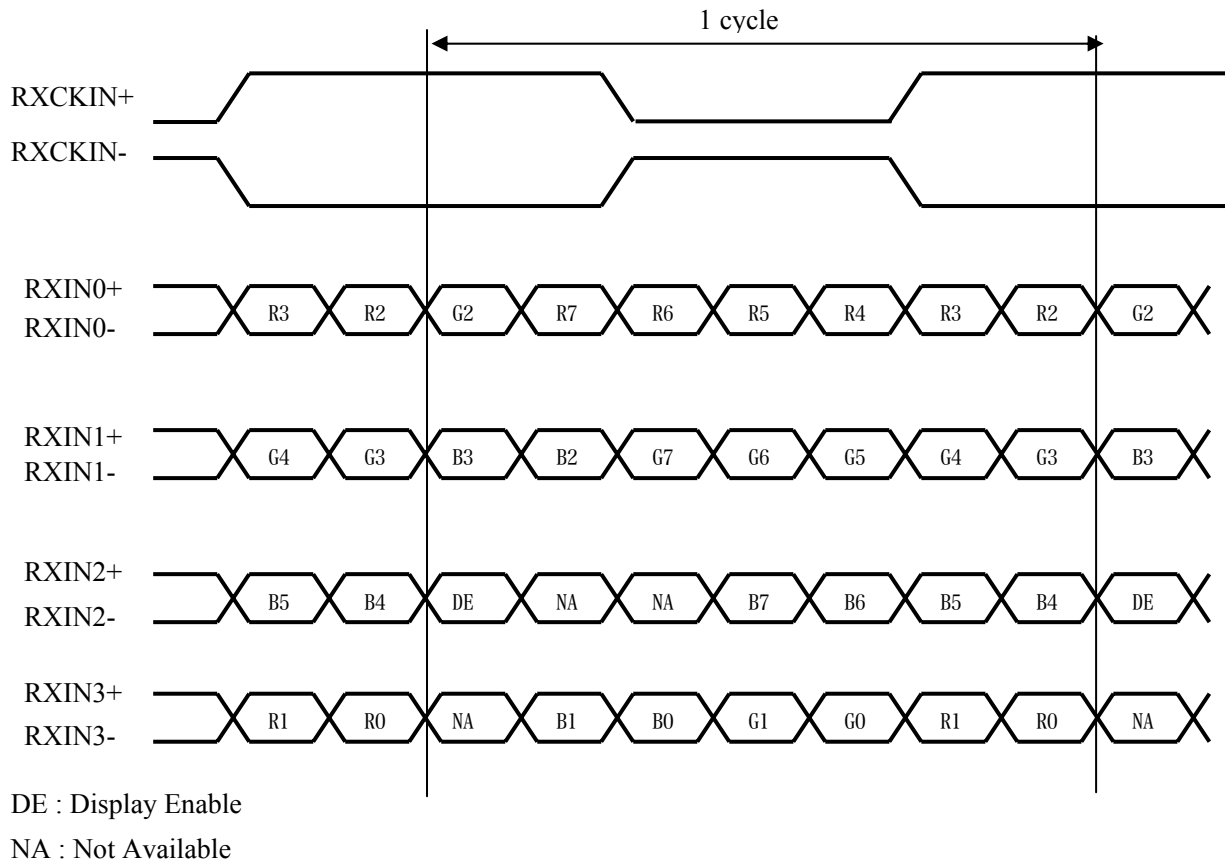 1 cycle
RXCKIN+
RXCKIN-
RXIN0+
R3 R2 G2 R7 R6 R5 R4 R3 R2 G2
RXIN0-
RXIN1+
G4 G3 B3 B2 G7 G6 G5 G4 G3 B3
RXIN1-
RXIN2+
B5 B4 DE NA NA B7 B6 B5 B4 DE
RXIN2-
RXIN3+
R1 R0 NA B1 B0 G1 G0 R1 R0 NA
RXIN3-
DE : Display Enable
NA : Not Available